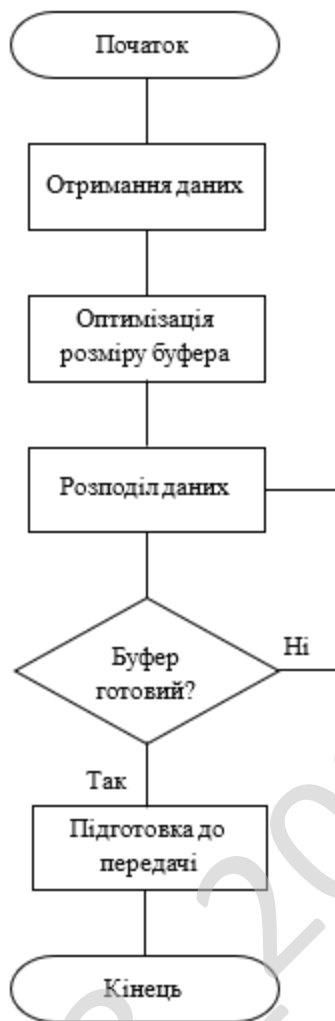 Початок
Отримання даних
Оптимізація
розміру буфера
Розподіл даних
Буфер
готовий?
Ні
Так
Підготовка до
передачі
Кінець